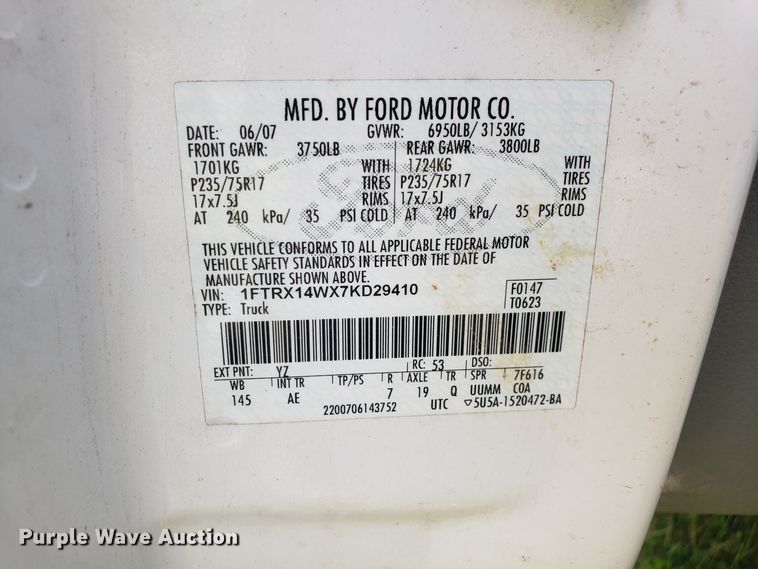 MFD. BY FORD MOTOR CO.
DATE: 06/07 GVWR: 6950LB/ 3153KG
FRONT GAWR: 3750LB REAR GAWR: 3800LB
1701KG WITH 1724KG WITH
P235/75R17 TIRES P235/75R17 TIRES
17x7.5J RIMS 17x7.5J RIMS
AT 240 kPa/ 35 PSI COLD AT 240 kPa/ 35 PSI COLD
Ford
THIS VEHICLE CONFORMS TO ALL APPLICABLE FEDERAL MOTOR
VEHICLE SAFETY STANDARDS IN EFFECT ON THE DATE OF
MANUFACTURE SHOWN ABOVE.
VIN: 1FTRX14WX7KD29410 F0147
TYPE: Truck T0623
EXT PNT: YZ RC: 53 DSO:
WB INT TR TP/PS R AXLE TR SPR 7F616
145 AE 7 19 Q UUMM COA
2200706143752 UTC ▽5U5A-1520472-BA
Purple Wave Auction